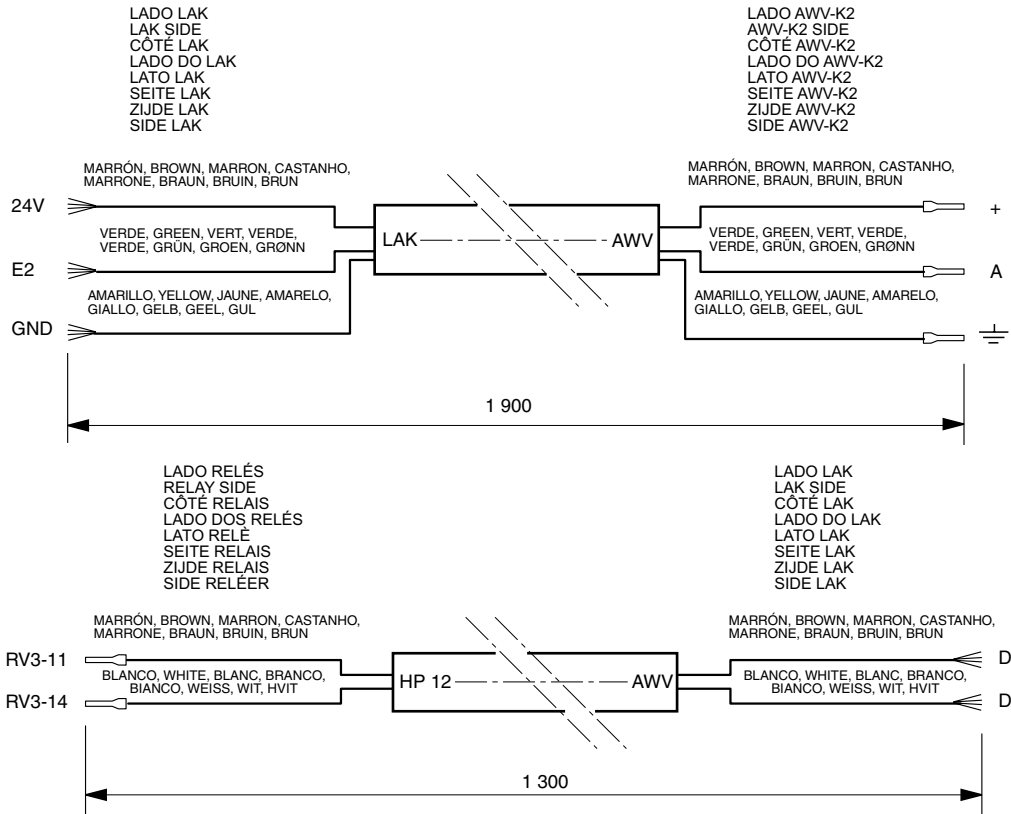 LADO LAK
LAK SIDE
CÔTÉ LAK
LADO DO LAK
LATO LAK
SEITE LAK
ZIJDE LAK
SIDE LAK
LADO AWV-K2
AWV-K2 SIDE
CÔTÉ AWV-K2
LADO DO AWV-K2
LATO AWV-K2
SEITE AWV-K2
ZIJDE AWV-K2
SIDE AWV-K2
MARRÓN, BROWN, MARRON, CASTANHO,
MARRONE, BRAUN, BRUIN, BRUN
MARRÓN, BROWN, MARRON, CASTANHO,
MARRONE, BRAUN, BRUIN, BRUN
24V
+
VERDE, GREEN, VERT, VERDE,
VERDE, GRÜN, GROEN, GRØNN
LAK
AWV
VERDE, GREEN, VERT, VERDE,
VERDE, GRÜN, GROEN, GRØNN
E2
A
AMARILLO, YELLOW, JAUNE, AMARELO,
GIALLO, GELB, GEEL, GUL
AMARILLO, YELLOW, JAUNE, AMARELO,
GIALLO, GELB, GEEL, GUL
GND
1 900
LADO RELÉS
RELAY SIDE
CÔTÉ RELAIS
LADO DOS RELÉS
LATO RELÈ
SEITE RELAIS
ZIJDE RELAIS
SIDE RELÉER
LADO LAK
LAK SIDE
CÔTÉ LAK
LADO DO LAK
LATO LAK
SEITE LAK
ZIJDE LAK
SIDE LAK
MARRÓN, BROWN, MARRON, CASTANHO,
MARRONE, BRAUN, BRUIN, BRUN
MARRÓN, BROWN, MARRON, CASTANHO,
MARRONE, BRAUN, BRUIN, BRUN
RV3-11
D
BLANCO, WHITE, BLANC, BRANCO,
BIANCO, WEISS, WIT, HVIT
HP 12
AWV
BLANCO, WHITE, BLANC, BRANCO,
BIANCO, WEISS, WIT, HVIT
RV3-14
D
1 300